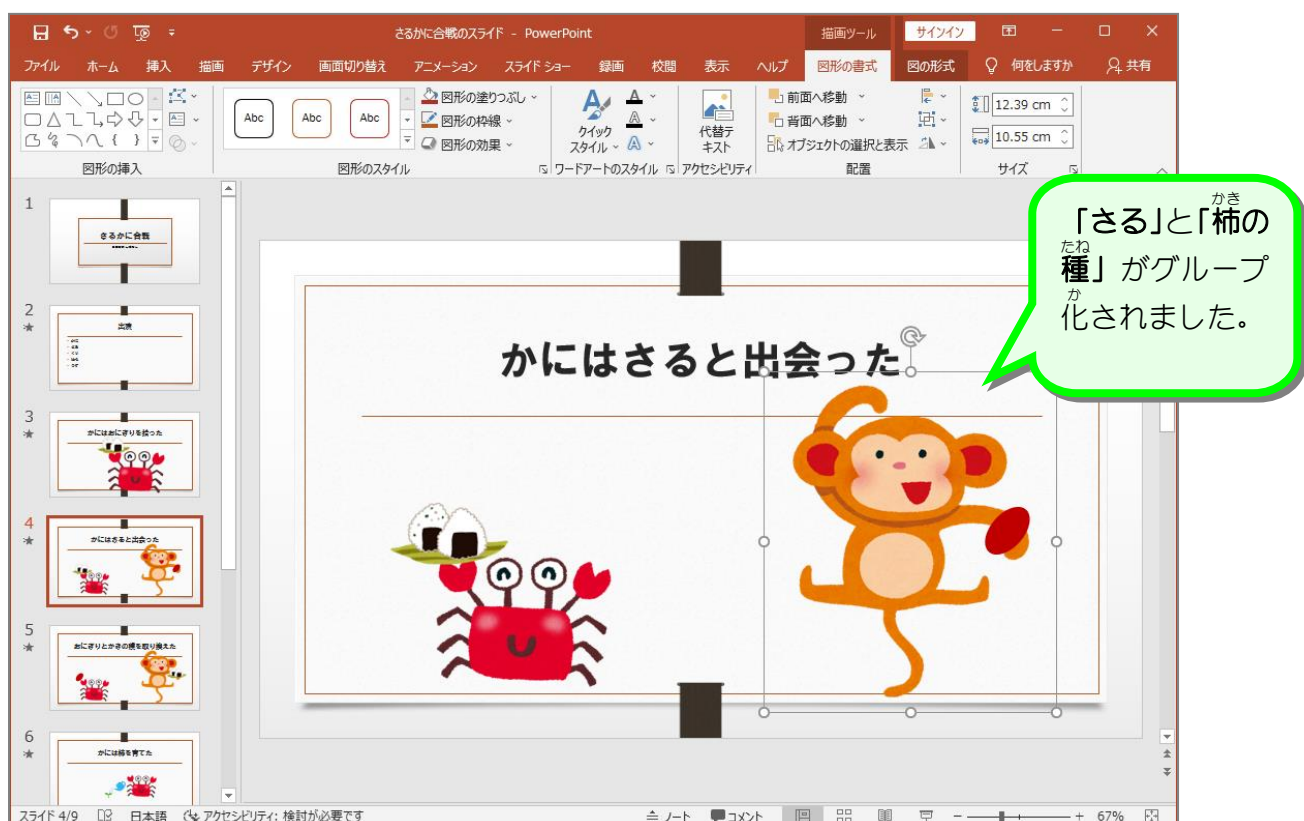 さるかに合戦のスライド - PowerPoint
描画ツール
サインイン
ファイル ホーム 挿入 描画 デザイン 画面切り替え アニメーション スライド ショー 録画 校閲 表示 ヘルプ 図形の書式 図の形式 何をしますか 共有
Abc Abc Abc
図形の塗りつぶし
図形の枠線
図形の効果
クイック
スタイル
代替テ
キスト
前面へ移動
背面へ移動
オブジェクトの選択と表示
12.39 cm
10.55 cm
図形の挿入 図形のスタイル ワードアートのスタイル アクセシビリティ 配置 サイズ
1
さるかに合戦
2
出演
3
かにはおにぎりを拾った
4
かにはさると出会った
5
おにぎりとかきの種を取り換えた
6
かには柿を育てた
かにはさると出会った
かき
「さる」と「柿の
たね
種」がグループ
か
化されました。
スライド 4/9 日本語 アクセシビリティ: 検討が必要です ノート コメント 67%